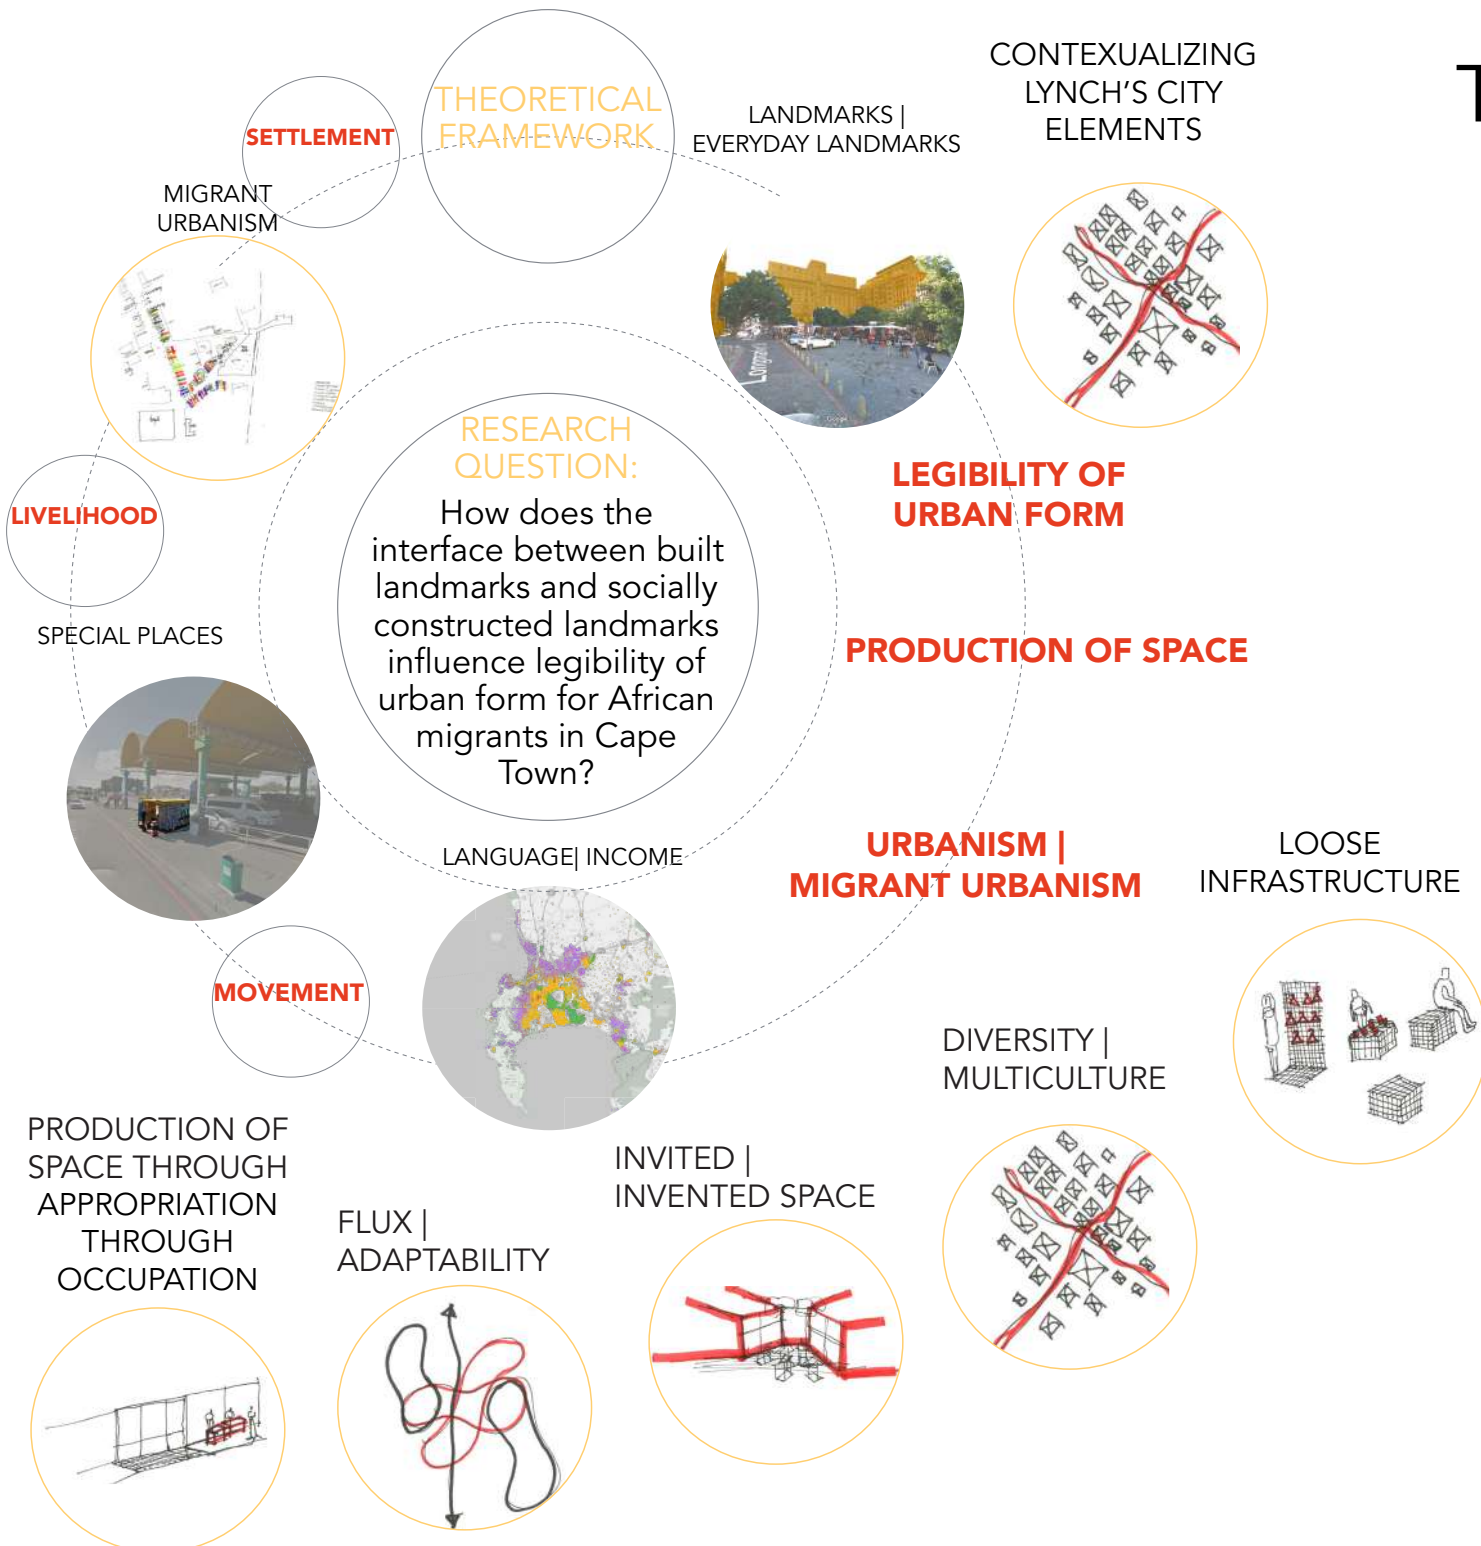 THEORETICAL
FRAMEWORK
SETTLEMENT
MIGRANT
URBANISM
LANDMARKS |
EVERYDAY LANDMARKS
CONTEXUALIZING
LYNCH'S CITY
ELEMENTS
T
Longmar
Google
RESEARCH
QUESTION:
How does the
interface between built
landmarks and socially
constructed landmarks
influence legibility of
urban form for African
migrants in Cape
Town?
LIVELIHOOD
SPECIAL PLACES
MOVEMENT
LANGUAGE| INCOME
LEGIBILITY OF
URBAN FORM
PRODUCTION OF SPACE
URBANISM |
MIGRANT URBANISM
LOOSE
INFRASTRUCTURE
DIVERSITY |
MULTICULTURE
INVITED |
INVENTED SPACE
FLUX |
ADAPTABILITY
PRODUCTION OF
SPACE THROUGH
APPROPRIATION
THROUGH
OCCUPATION